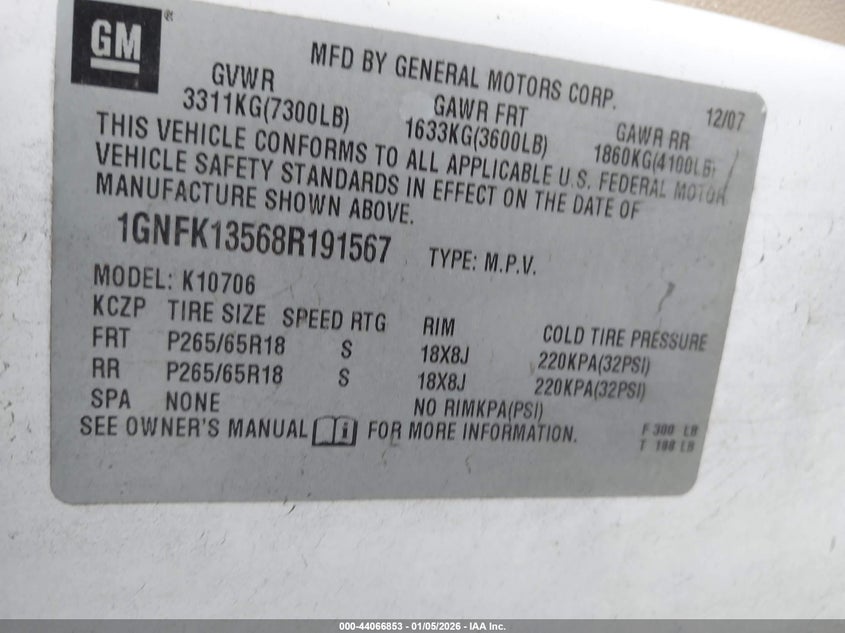 GM®
MFD BY GENERAL MOTORS CORP.
12/07
GVWR GAWR FRT GAWR RR
3311KG(7300LB) 1633KG(3600LB) 1860KG(4100LB)
THIS VEHICLE CONFORMS TO ALL APPLICABLE U.S. FEDERAL MOTOR
VEHICLE SAFETY STANDARDS IN EFFECT ON THE DATE OF
MANUFACTURE SHOWN ABOVE.
1GNFK13568R191567 TYPE: M.P.V.
MODEL: K10706
KCZP TIRE SIZE SPEED RTG RIM COLD TIRE PRESSURE
FRT P265/65R18 S 18X8J 220KPA(32PSI)
RR P265/65R18 S 18X8J 220KPA(32PSI)
SPA NONE NO RIMKPA(PSI)
SEE OWNER'S MANUAL i FOR MORE INFORMATION.
F 300 LB
T 100 LB
000-44066853 - 01/05/2026 - IAA Inc.